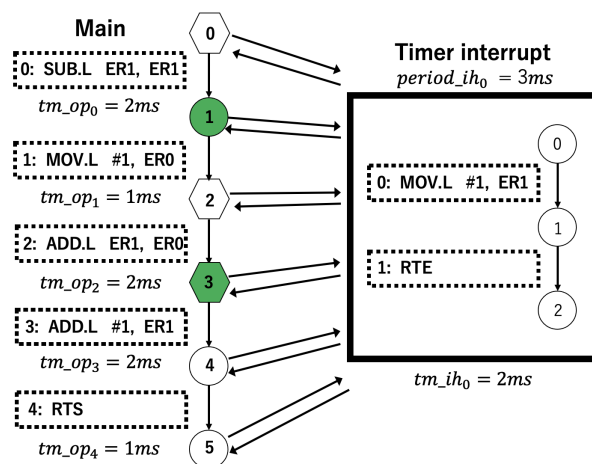 Main
0
0: SUB.L ER1, ER1
tm_op₀ = 2ms
1
1: MOV.L #1, ER0
tm_op₁ = 1ms
2
2: ADD.L ER1, ER0
tm_op₂ = 2ms
3
3: ADD.L #1, ER1
tm_op₃ = 2ms
4
4: RTS
tm_op₄ = 1ms
5
Timer interrupt
period_ih₀ = 3ms
0
0: MOV.L #1, ER1
1
1: RTE
2
tm_ih₀ = 2ms